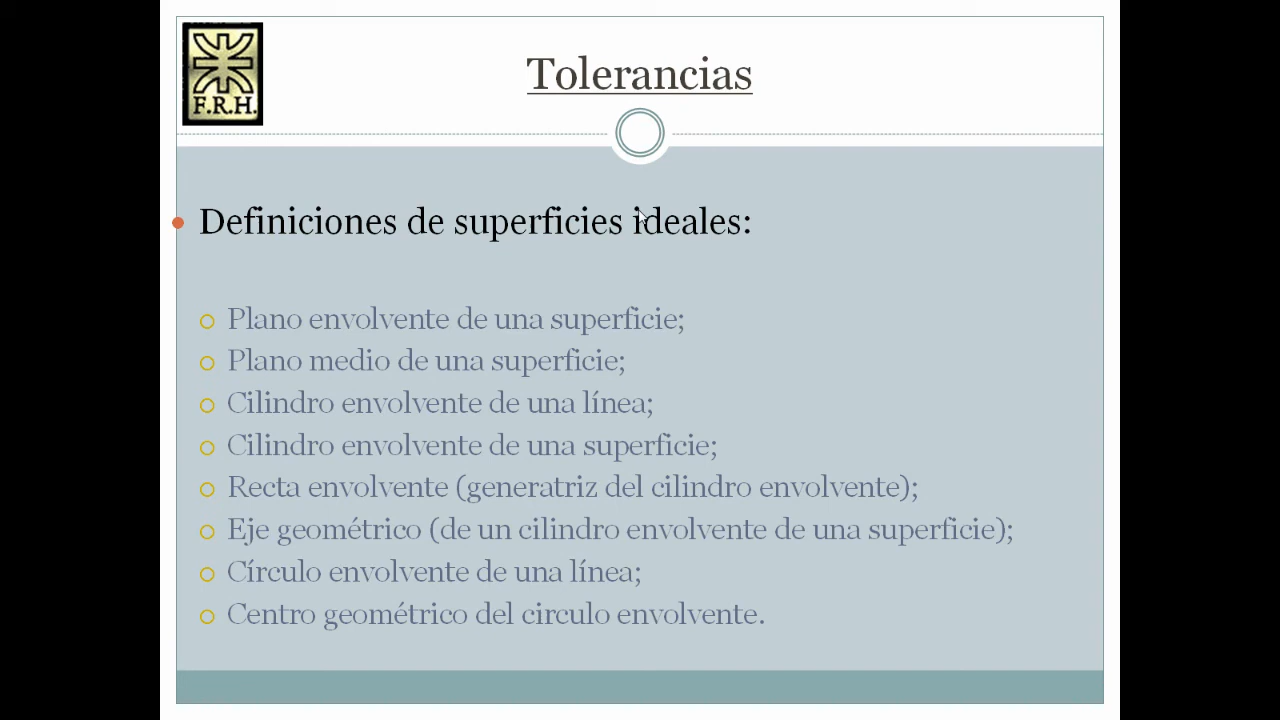 F.R.H.
Tolerancias
Definiciones de superficies ideales:
Plano envolvente de una superficie;
Plano medio de una superficie;
Cilindro envolvente de una línea;
Cilindro envolvente de una superficie;
Recta envolvente (generatriz del cilindro envolvente);
Eje geométrico (de un cilindro envolvente de una superficie);
Círculo envolvente de una línea;
Centro geométrico del circulo envolvente.